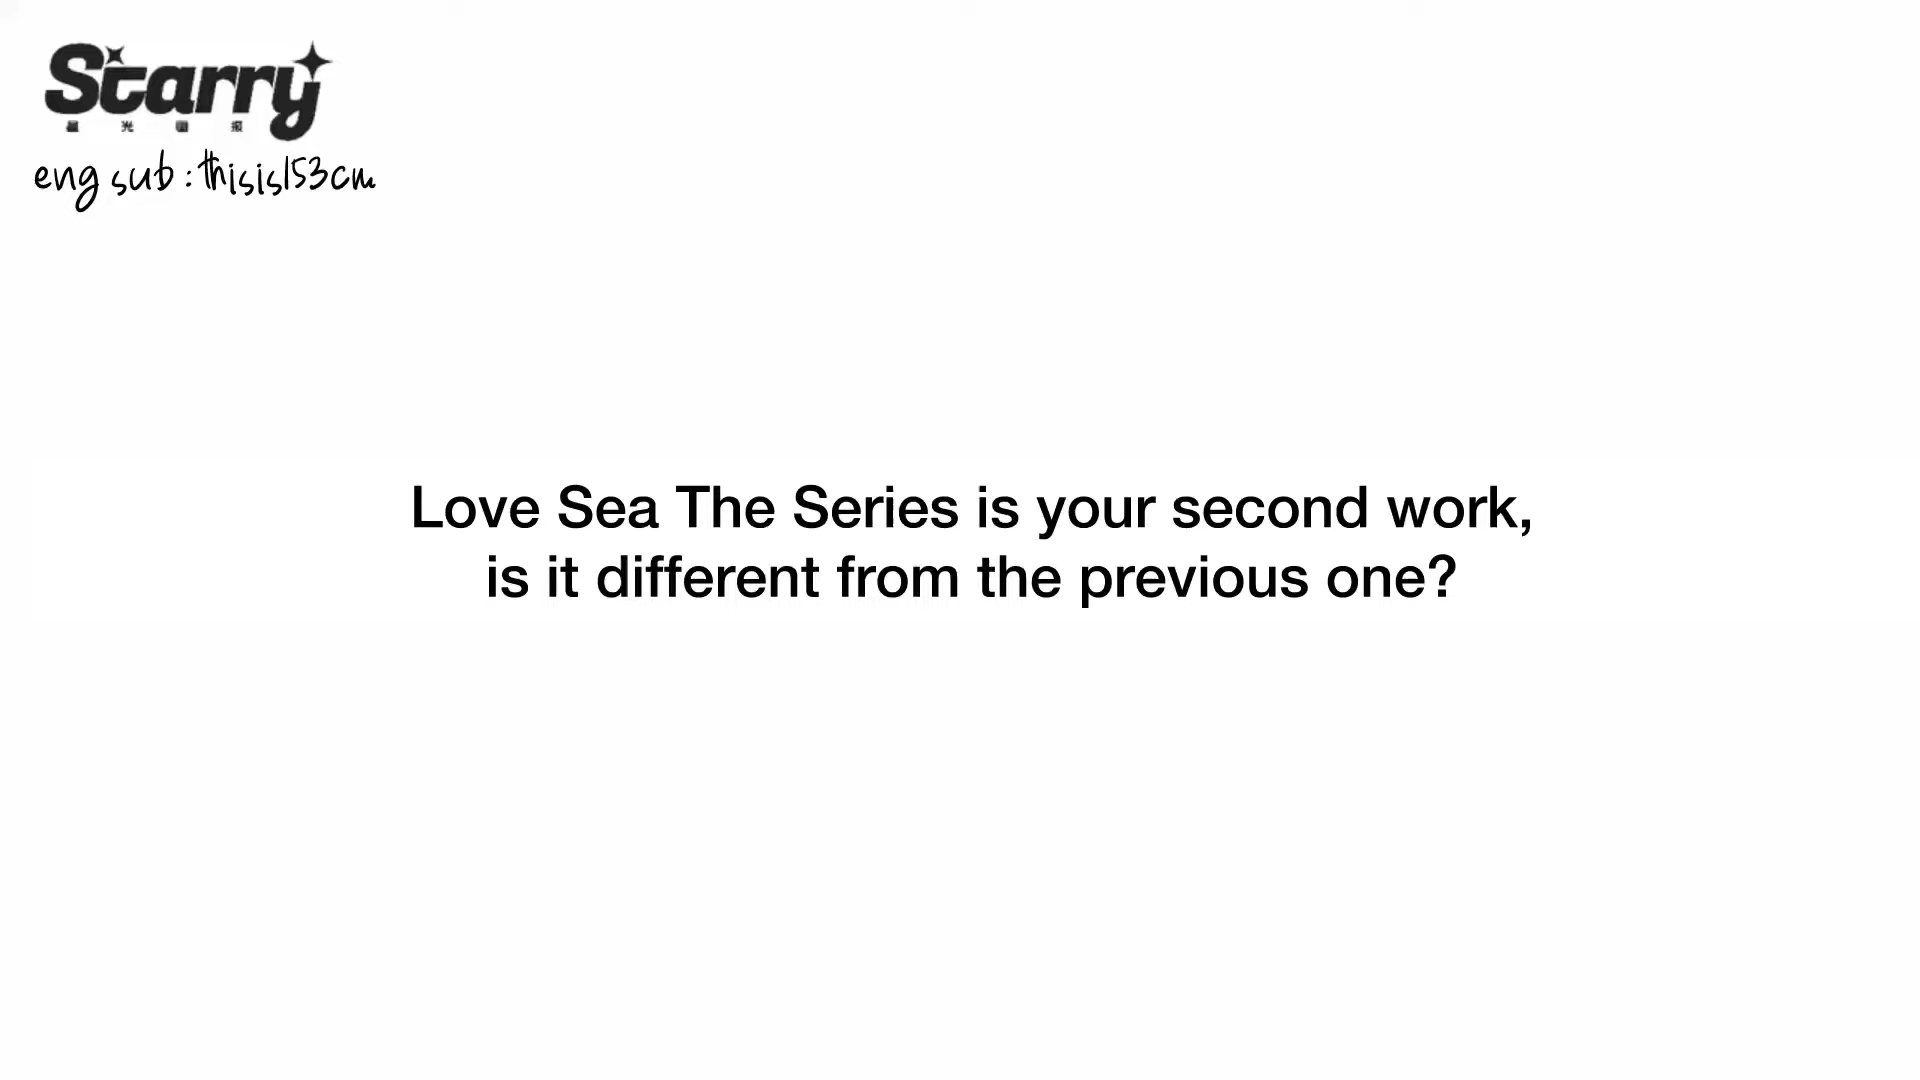 Starry
eng sub : thisis153cm
Love Sea The Series is your second work,
is it different from the previous one?